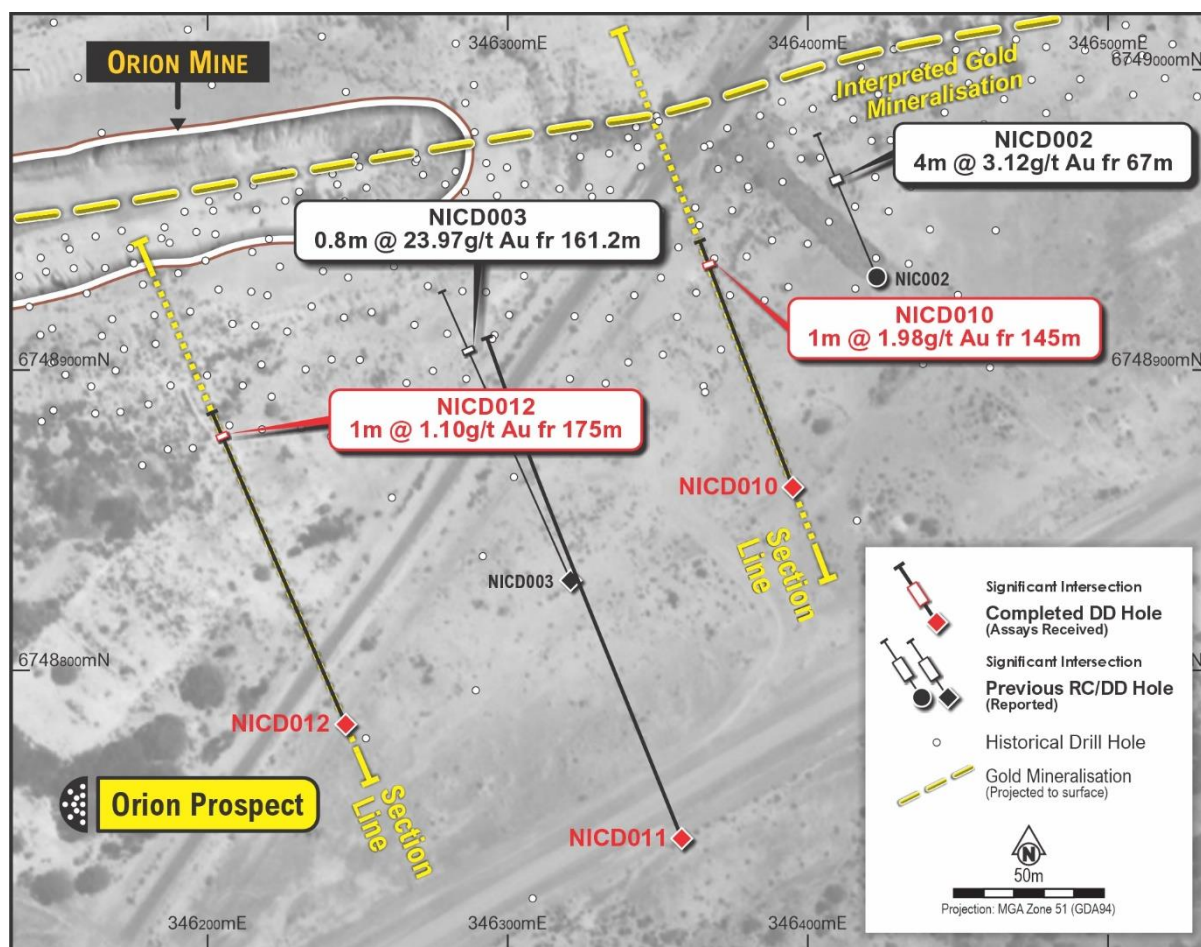 346300mE
346400mE
346500mE
6749000mN
ORION MINE
Interpreted Gold
Mineralisation
NICD002
4m @ 3.12g/t Au fr 67m
NICD003
0.8m @ 23.97g/t Au fr 161.2m
NIC002
NICD010
1m @ 1.98g/t Au fr 145m
6748900mN
6748900mN
NICD012
1m @ 1.10g/t Au fr 175m
NICD010
Section
Line
NICD003
6748800mN
NICD012
Section
Line
Orion Prospect
NICD011
346200mE
346300mE
346400mE
Significant Intersection
Completed DD Hole
(Assays Received)
Significant Intersection
Previous RC/DD Hole
(Reported)
Historical Drill Hole
Gold Mineralisation
(Projected to surface)
N
50m
Projection: MGA Zone 51 (GDA94)